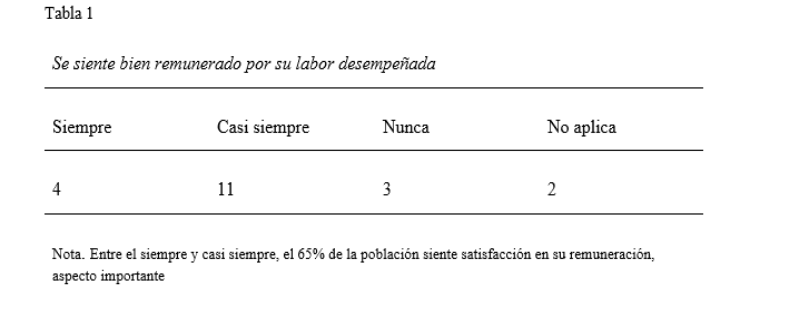 Tabla 1
Se siente bien remunerado por su labor desempeñada
Siempre Casi siempre Nunca No aplica
4 11 3 2
Nota. Entre el siempre y casi siempre, el 65% de la población siente satisfacción en su remuneración,
aspecto importante